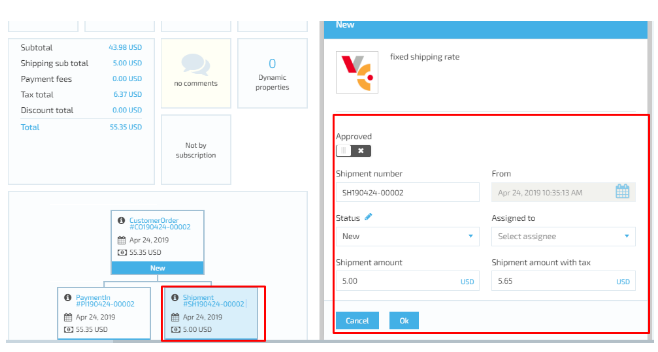 Subtotal 43.98 USD
Shipping sub total 5.00 USD
Payment fees 0.00 USD
Tax total 6.37 USD
Discount total 0.00 USD
Total 55.35 USD
no comments
0
Dynamic
properties
Not by
subscription
CustomerOrder
#CO190424-00002
Apr 24, 2019
55.35 USD
New
PaymentIn
#PI190424-00002
Apr 24, 2019
55.35 USD
Shipment
#SH190424-00002
Apr 24, 2019
5.00 USD
New
fixed shipping rate
Approved
Shipment number From
SH190424-00002 Apr 24, 2019 10:35:13 AM
Status Assigned to
New Select assignee
Shipment amount Shipment amount with tax
5.00 USD 5.65 USD
Cancel Ok